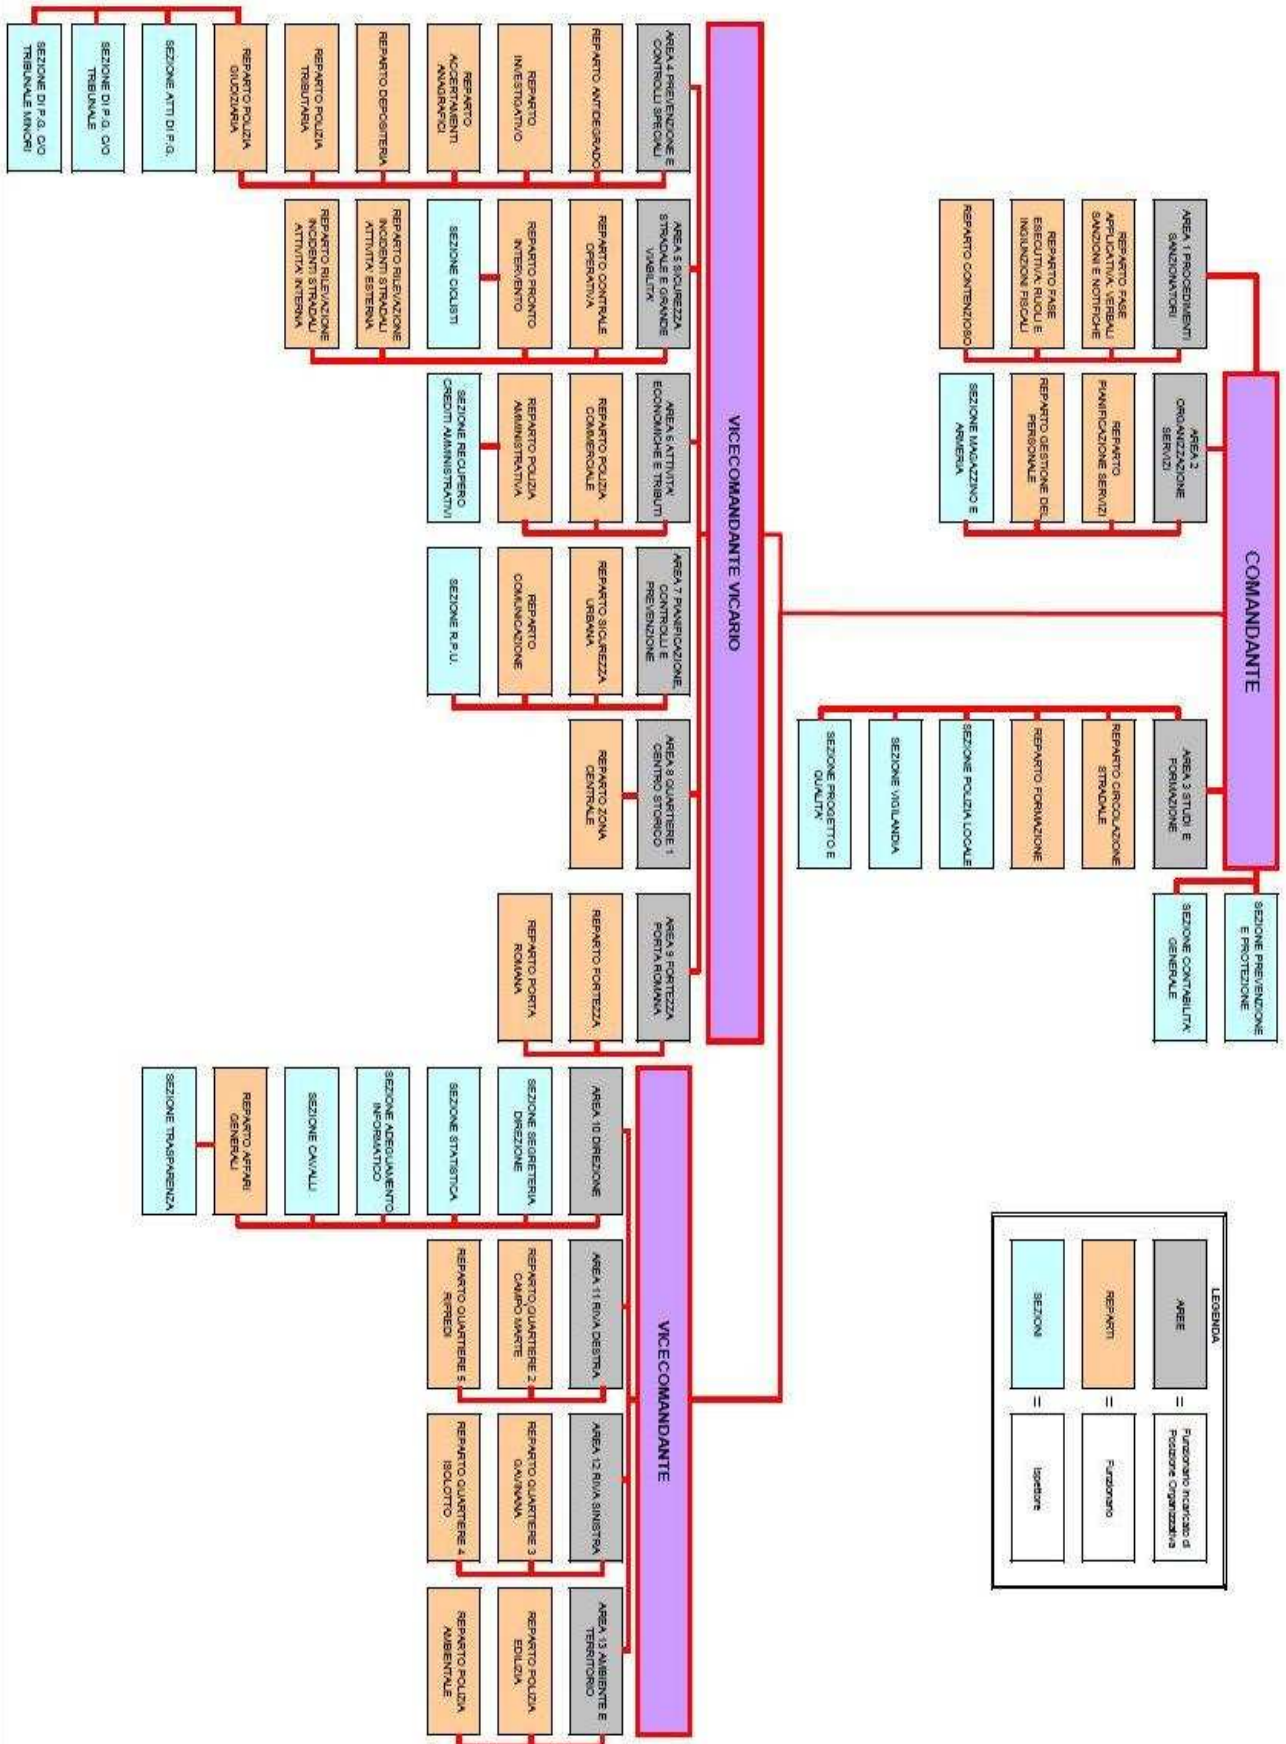 COMANDANTE
SEZIONE PREVENZIONE
E PROTEZIONE
SEZIONE CONTABILITA'
GENERALE
AREA 1 PROCEDIMENTI
SANZIONATORI
REPARTO FASE
APPLICATIVA: VERBALI
SANZIONI E NOTIFICHE
REPARTO FASE
ESECUTIVA: RUOLI E
INGIUNZIONI FISCALI
REPARTO CONTENZIOSO
AREA 2
ORGANIZZAZIONE
SERVIZI
REPARTO
PIANIFICAZIONE SERVIZI
REPARTO GESTIONE DEL
PERSONALE
SEZIONE MAGAZZINO E
ARMERIA
AREA 3 STUDI E
FORMAZIONE
REPARTO CIRCOLAZIONE
STRADALE
REPARTO FORMAZIONE
SEZIONE POLIZIA LOCALE
SEZIONE VIGILANDIA
SEZIONE PROGETTO E
QUALITA'
LEGENDA
AREE
=
Funzionario incaricato di
Posizione Organizzativa
REPARTI
=
Funzionario
SEZIONI
=
Ispettore
VICECOMANDANTE VICARIO
AREA 4 PREVENZIONE E
CONTROLLI SPECIALI
REPARTO ANTIDEGRADO
REPARTO
INVESTIGATIVO
REPARTO
ACCERTAMENTI
ANAGRAFICI
REPARTO DEPOSITERIA
REPARTO POLIZIA
TRIBUTARIA
REPARTO POLIZIA
GIUDIZIARIA
SEZIONE ATTI DI P.G.
SEZIONE DI P.G. C/O
TRIBUNALE
SEZIONE DI P.G. C/O
TRIBUNALE MINORI
AREA 5 SICUREZZA
STRADALE E GRANDE
VIABILITA'
REPARTO CONTRALE
OPERATIVA
REPARTO PRONTO
INTERVENTO
SEZIONE CICLISTI
REPARTO RILEVAZIONE
INCIDENTI STRADALI
ATTIVITA' ESTERNA
REPARTO RILEVAZIONE
INCIDENTI STRADALI
ATTIVITA' INTERNA
AREA 6 ATTIVITA'
ECONOMICHE E TRIBUTI
REPARTO POLIZIA
COMMERCIALE
REPARTO POLIZIA
AMMINISTRATIVA
SEZIONE RECUPERO
CREDITI AMMINISTRATIVI
AREA 7 PIANIFICAZIONE,
CONTROLLI E
PREVENZIONE
REPARTO SICUREZZA
URBANA
REPARTO
COMUNICAZIONE
SEZIONE R.P.U.
AREA 8 QUARTIERE 1
CENTRO STORICO
REPARTO ZONA
CENTRALE
AREA 9 FORTEZZA
PORTA ROMANA
REPARTO FORTEZZA
REPARTO PORTA
ROMANA
VICECOMANDANTE
AREA 10 DIREZIONE
SEZIONE SEGRETERIA
DIREZIONE
SEZIONE STATISTICA
SEZIONE ADEGUAMENTO
INFORMATICO
SEZIONE CAVALLI
REPARTO AFFARI
GENERALI
SEZIONE TRASPARENZA
AREA 11 RIVA DESTRA
REPARTO QUARTIERE 2
CAMPO MARTE
REPARTO QUARTIERE 5
RIFREDI
AREA 12 RIVA SINISTRA
REPARTO QUARTIERE 3
GAVINANA
REPARTO QUARTIERE 4
ISOLOTTO
AREA 13 AMBIENTE E
TERRITORIO
REPARTO POLIZIA
EDILIZIA
REPARTO POLIZIA
AMBIENTALE